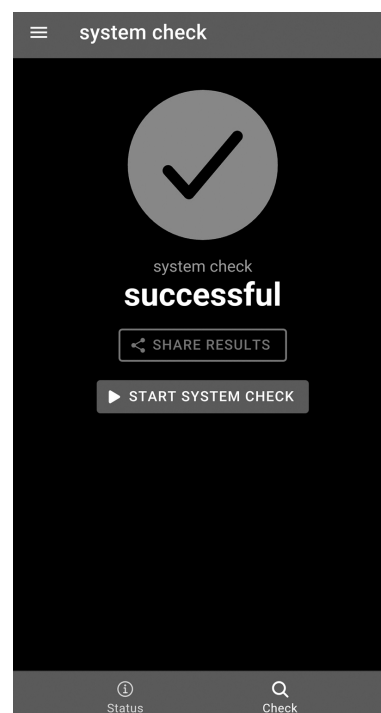 system check
system check
successful
SHARE RESULTS
START SYSTEM CHECK
Status
Check